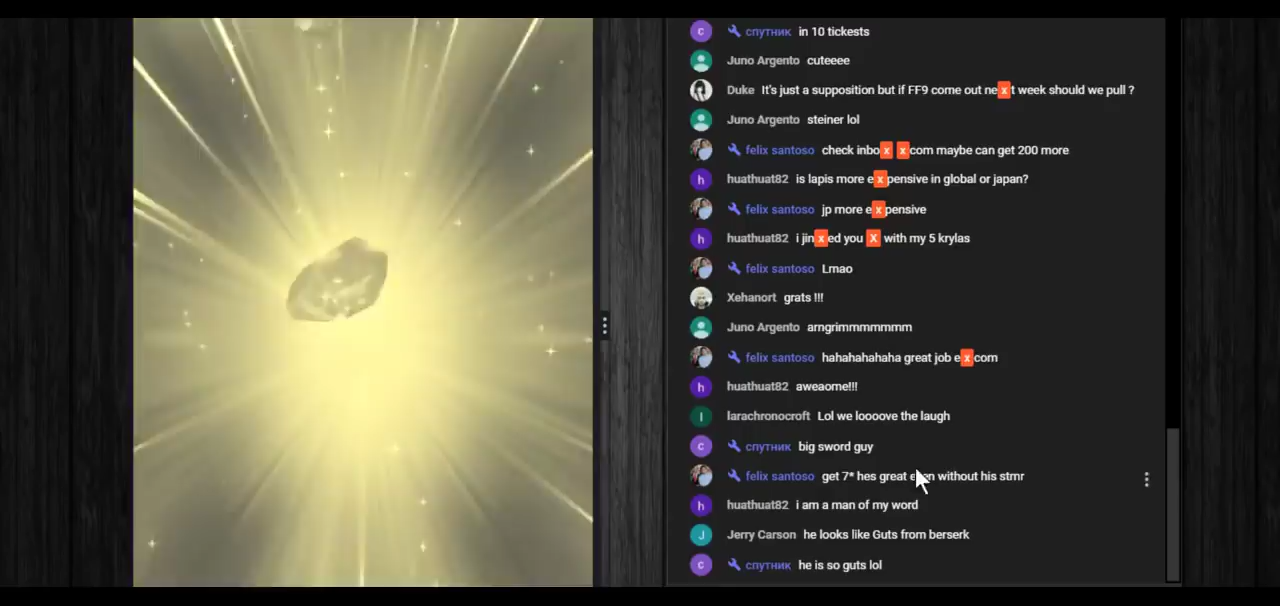 c спутник in 10 tickests
Juno Argento cuteeee
Duke It's just a supposition but if FF9 come out next week should we pull ?
Juno Argento steiner lol
felix santoso check inbox xcom maybe can get 200 more
h huathuat82 is lapis more expensive in global or japan?
felix santoso jp more expensive
h huathuat82 i jinxed you X with my 5 krylas
felix santoso Lmao
Xehanort grats !!!
Juno Argento arngrimmmmmmm
felix santoso hahahahahaha great job excom
h huathuat82 aweaome!!!
l larachronocroft Lol we loooove the laugh
c спутник big sword guy
felix santoso get 7* hes great even without his stmr
h huathuat82 i am a man of my word
J Jerry Carson he looks like Guts from berserk
c спутник he is so guts lol